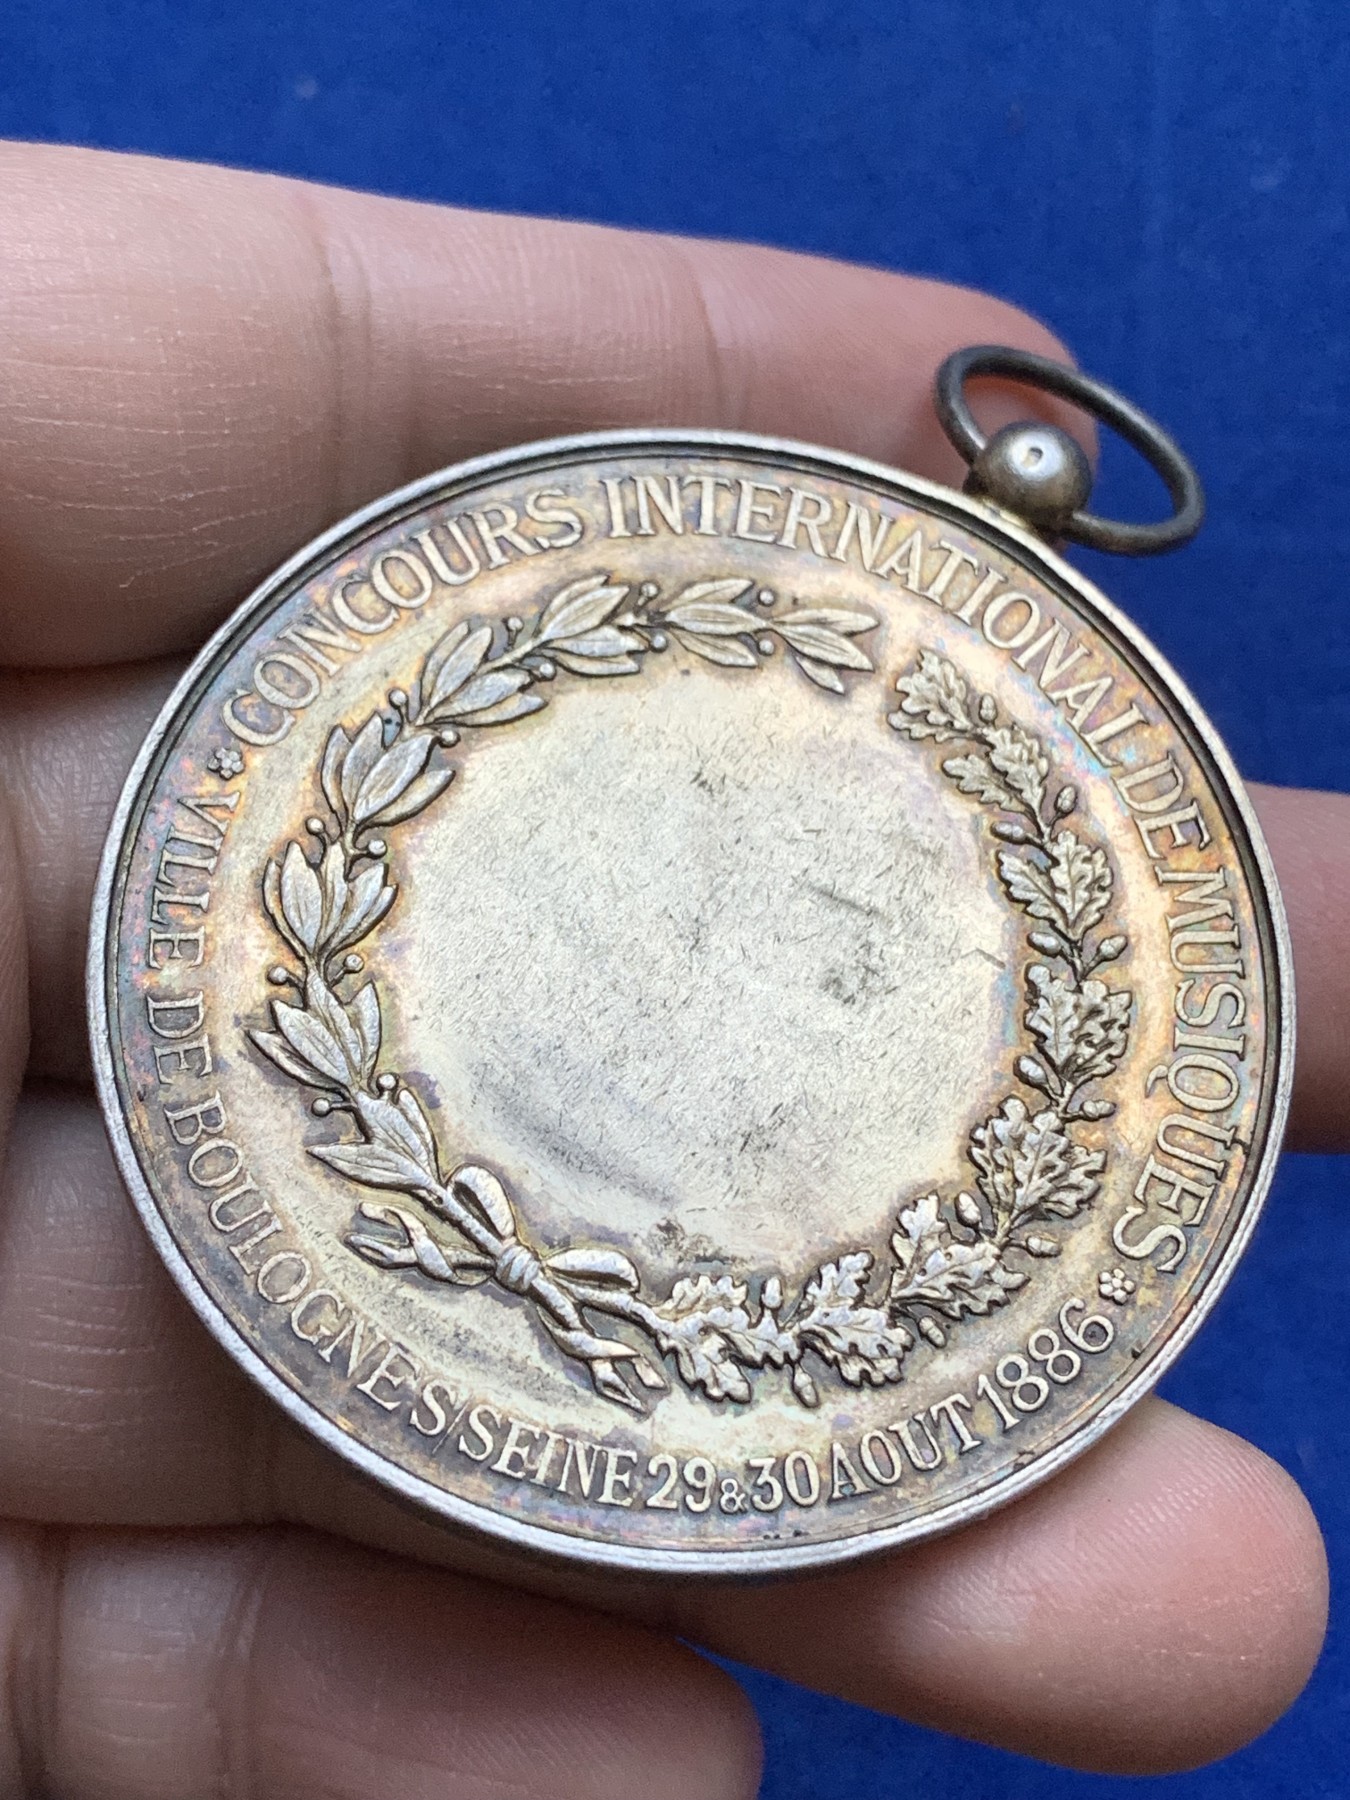 CONCOURS INTERNATIONAL DE MUSIQUES
VILLE DE BOULOGNE S/SEINE 29 & 30 AOUT 1886